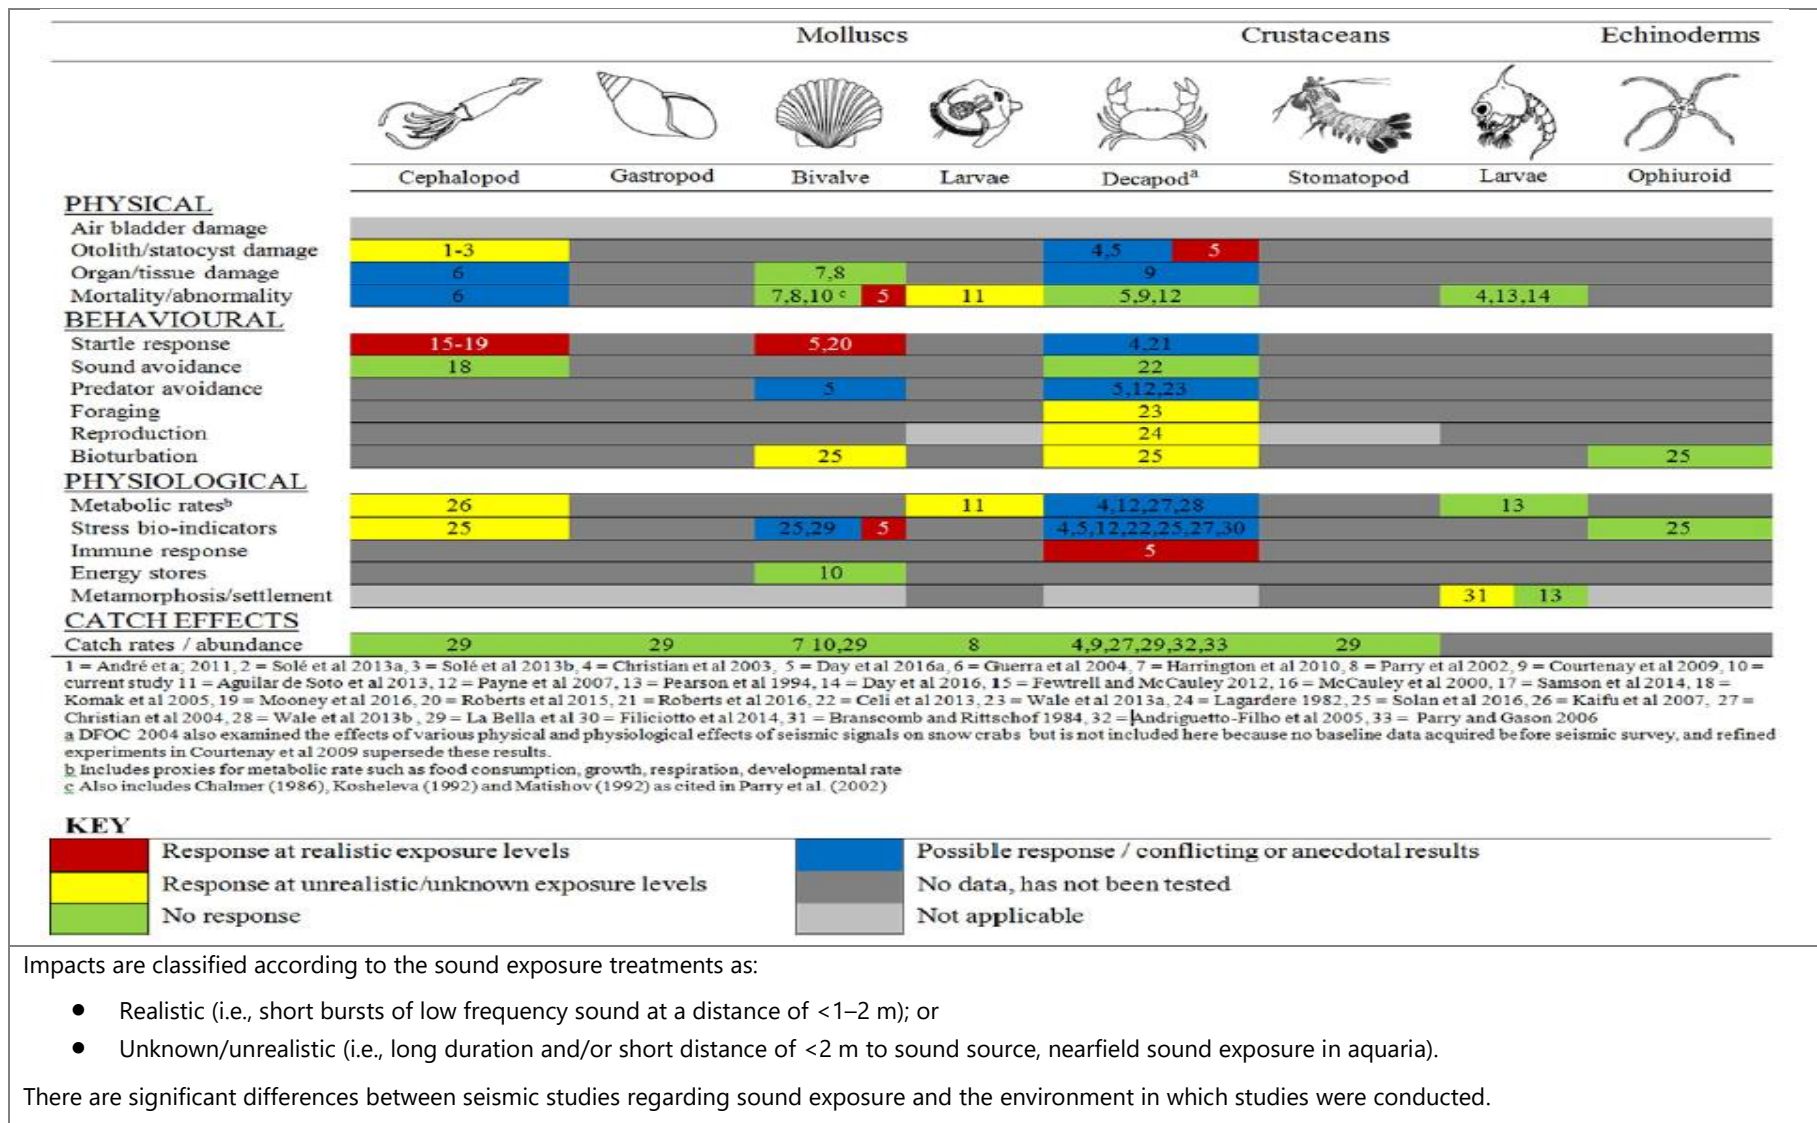 Molluscs Crustaceans Echinoderms
Cephalopod Gastropod Bivalve Larvae Decapodᵃ Stomatopod Larvae Ophiuroid
PHYSICAL
Air bladder damage
Otolith/statocyst damage 1-3 4,5 5
Organ/tissue damage 6 7,8 9
Mortality/abnormality 6 7,8,10 ᶜ 5 11 5,9,12 4,13,14
BEHAVIOURAL
Startle response 15-19 5,20 4,21
Sound avoidance 18 22
Predator avoidance 5 5,12,23
Foraging 23
Reproduction 24
Bioturbation 25 25 25
PHYSIOLOGICAL
Metabolic ratesᵇ 26 11 4,12,27,28 13
Stress bio-indicators 25 25,29 5 4,5,12,22,25,27,30 25
Immune response 5
Energy stores 10
Metamorphosis/settlement 31 13
CATCH EFFECTS
Catch rates / abundance 29 29 7 10,29 8 4,9,27,29,32,33 29
1 = André et a; 2011, 2 = Solé et al 2013a, 3 = Solé et al 2013b, 4 = Christian et al 2003, 5 = Day et al 2016a, 6 = Guerra et al 2004, 7 = Harrington et al 2010, 8 = Parry et al 2002, 9 = Courtenay et al 2009, 10 =
current study 11 = Aguilar de Soto et al 2013, 12 = Payne et al 2007, 13 = Pearson et al 1994, 14 = Day et al 2016, 15 = Fewtrell and McCauley 2012, 16 = McCauley et al 2000, 17 = Samson et al 2014, 18 =
Komak et al 2005, 19 = Mooney et al 2016, 20 = Roberts et al 2015, 21 = Roberts et al 2016, 22 = Celi et al 2013, 23 = Wale et al 2013a, 24 = Lagardere 1982, 25 = Solan et al 2016, 26 = Kaifu et al 2007, 27 =
Christian et al 2004, 28 = Wale et al 2013b , 29 = La Bella et al 30 = Filiciotto et al 2014, 31 = Branscomb and Rittschof 1984, 32 = Andriguetto-Filho et al 2005, 33 = Parry and Gason 2006
a DFOC 2004 also examined the effects of various physical and physiological effects of seismic signals on snow crabs but is not included here because no baseline data acquired before seismic survey, and refined
experiments in Courtenay et al 2009 supersede these results.
b Includes proxies for metabolic rate such as food consumption, growth, respiration, developmental rate
c Also includes Chalmer (1986), Kosheleva (1992) and Matishov (1992) as cited in Parry et al. (2002)
KEY
Response at realistic exposure levels Possible response / conflicting or anecdotal results
Response at unrealistic/unknown exposure levels No data, has not been tested
No response Not applicable
Impacts are classified according to the sound exposure treatments as:
● Realistic (i.e., short bursts of low frequency sound at a distance of <1–2 m); or
● Unknown/unrealistic (i.e., long duration and/or short distance of <2 m to sound source, nearfield sound exposure in aquaria).
There are significant differences between seismic studies regarding sound exposure and the environment in which studies were conducted.